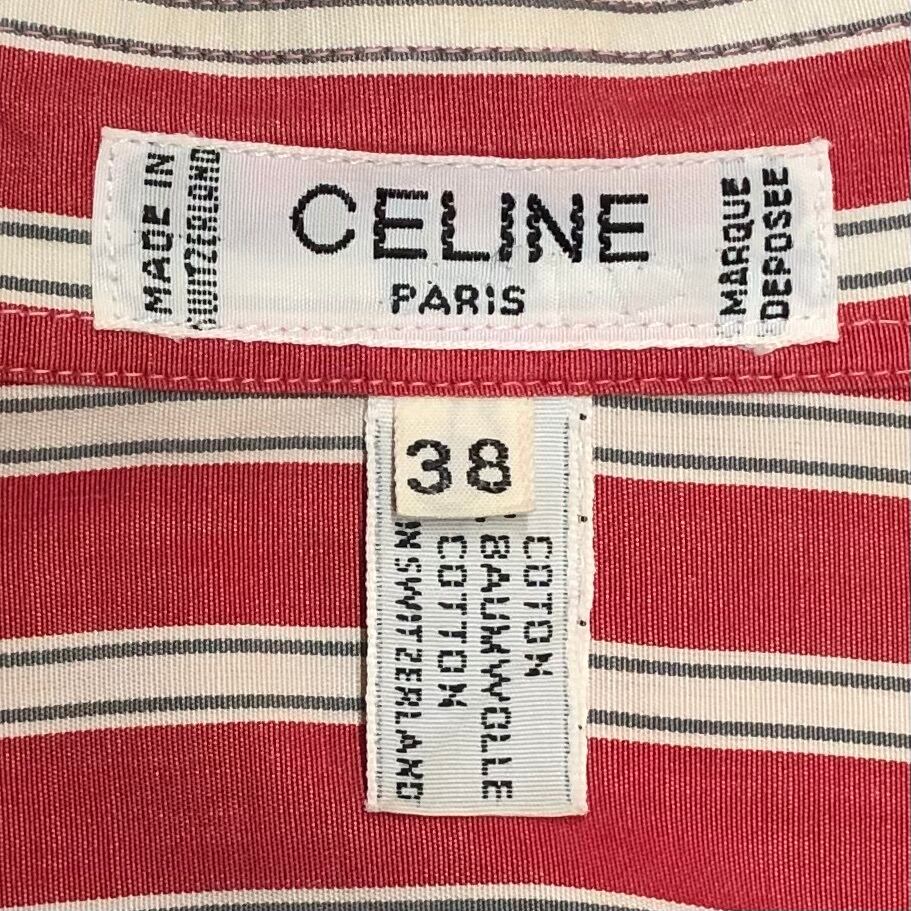 MADE IN
SWITZERLAND
CELINE
PARIS
MARQUE
DEPOSEE
38
COTON
BAUMWOLLE
COTTON
IN SWITZERLAND